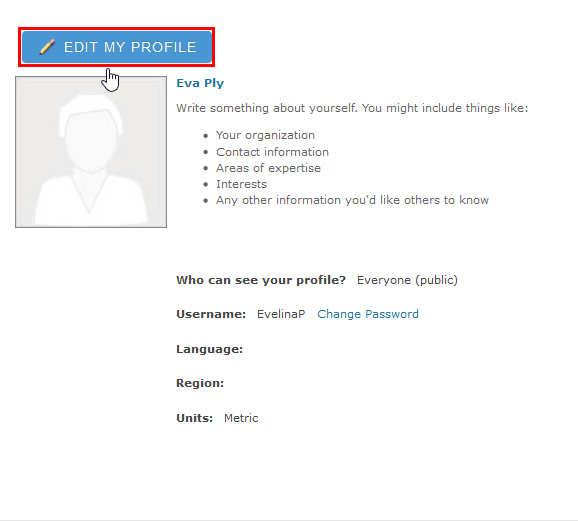 EDIT MY PROFILE
Eva Ply
Write something about yourself. You might include things like:
Your organization
Contact information
Areas of expertise
Interests
Any other information you'd like others to know
Who can see your profile? Everyone (public)
Username: EvelinaP Change Password
Language:
Region:
Units: Metric